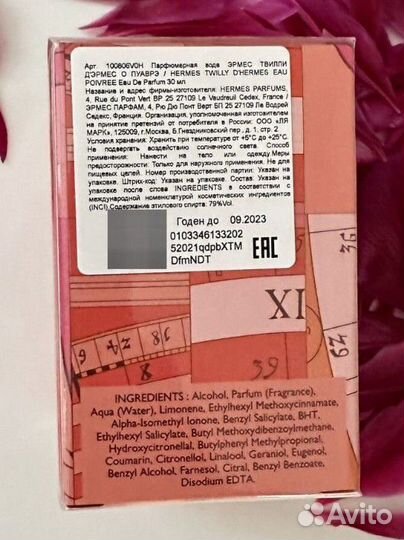 Арт. 100806V0H Парфюмерная вода ЭРМЕС ТВИЛЛИ
Д'ЭРМЕС О ПУАВРЭ / HERMES TWILLY D'HERMES EAU
POIVREE Eau De Parfum 30 мл
Название и адрес фирмы-изготовителя: HERMES PARFUMS,
4, Rue du Pont Vert BP 25 27109 Le Vaudreuil Cedex, France /
ЭРМЕС ПАРФАМ, 4, Рю Дю Понт Верт БП 25 27109 Ле Водрей
Седекс, Франция. Организация, уполномоченная изготовителем
на принятие претензий от потребителя в России: ООО «ЛЯ
МАРК», 125009, г.Москва, Б.Гнездниковский пер., д.1, стр. 2
Условия хранения: Хранить при температуре от +5°С до +25°С.
Не подвергать воздействию солнечного света. Способ
применения: Нанести на тело или одежду.Меры
предосторожности: Только для наружного применения. Не для
пищевых целей. Номер производственной партии: Указан на
упаковке. Штрих-код: Указан на упаковке. Состав: Указан на
упаковке после слова INGREDIENTS в соответствии с
международной номенклатурой косметических ингредиентов
(INCI).Содержание этилового спирта: 79%Vol.
Годен до 09.2023
0103346133202
52021qdpbXTM
DfmNDT
EAC
XI
36
29
39
38
8
INGREDIENTS : Alcohol, Parfum (Fragrance),
Aqua (Water), Limonene, Ethylhexyl Methoxycinnamate,
Alpha-Isomethyl Ionone, Benzyl Salicylate, BHT,
Ethylhexyl Salicylate, Butyl Methoxydibenzoylmethane,
Hydroxycitronellal, Butylphenyl Methylpropional,
Coumarin, Citronellol, Linalool, Geraniol, Eugenol,
Benzyl Alcohol, Farnesol, Citral, Benzyl Benzoate,
Disodium EDTA.
Avito